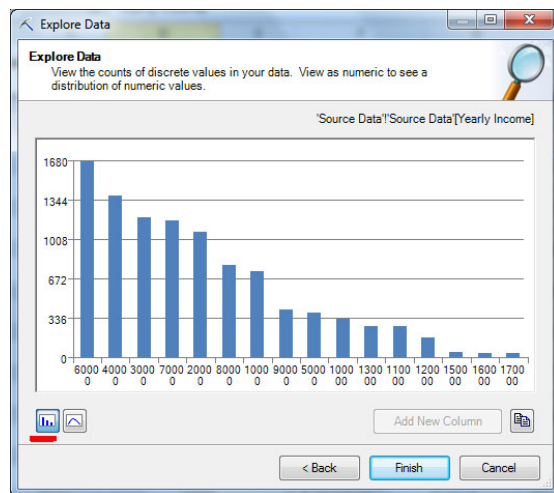 Explore Data
Explore Data
View the counts of discrete values in your data. View as numeric to see a
distribution of numeric values.
'Source Data'!'Source Data'[Yearly Income]
1680
1344
1008
672
336
0
6000 4000 3000 7000 2000 8000 1000 9000 5000 1000 1300 1100 1200 1500 1600 1700
0 0 0 0 0 0 0 0 0 00 00 00 00 00 00 00
Add New Column
< Back Finish Cancel